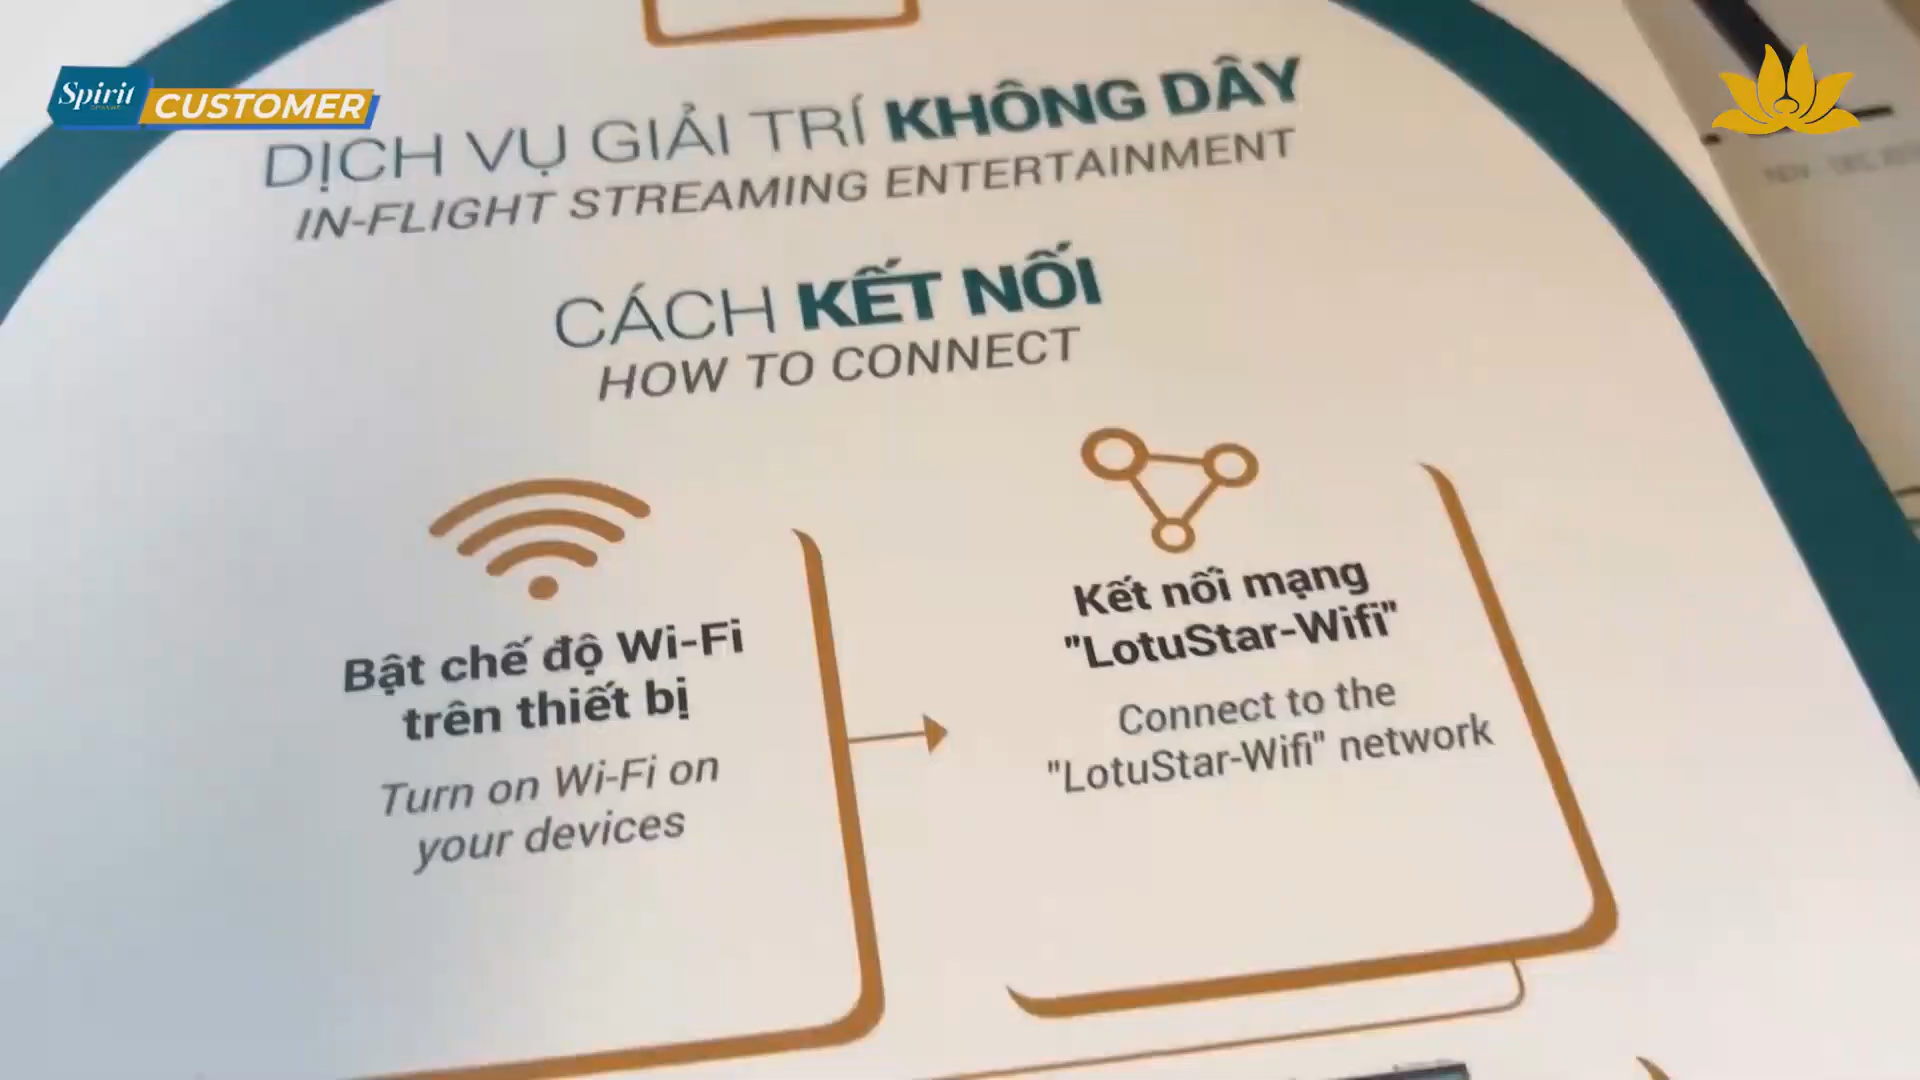 Spirit
CUSTOMER
DỊCH VỤ GIẢI TRÍ KHÔNG DÂY
IN-FLIGHT STREAMING ENTERTAINMENT
CÁCH KẾT NỐI
HOW TO CONNECT
Bật chế độ Wi-Fi
trên thiết bị
Turn on Wi-Fi on
your devices
Kết nối mạng
"LotuStar-Wifi"
Connect to the
"LotuStar-Wifi" network